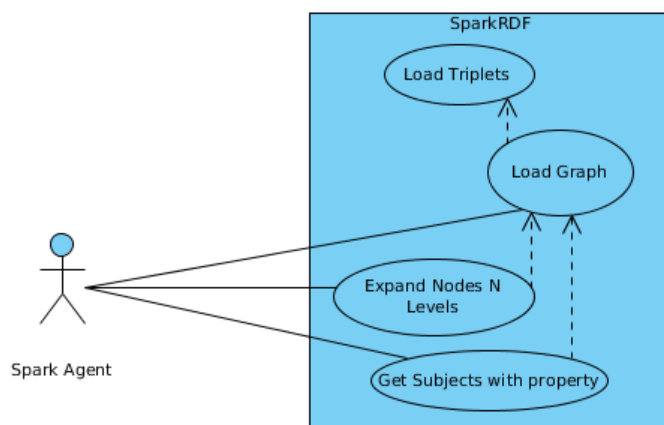 SparkRDF
Load Triplets
Load Graph
Expand Nodes N
Levels
Spark Agent
Get Subjects with property